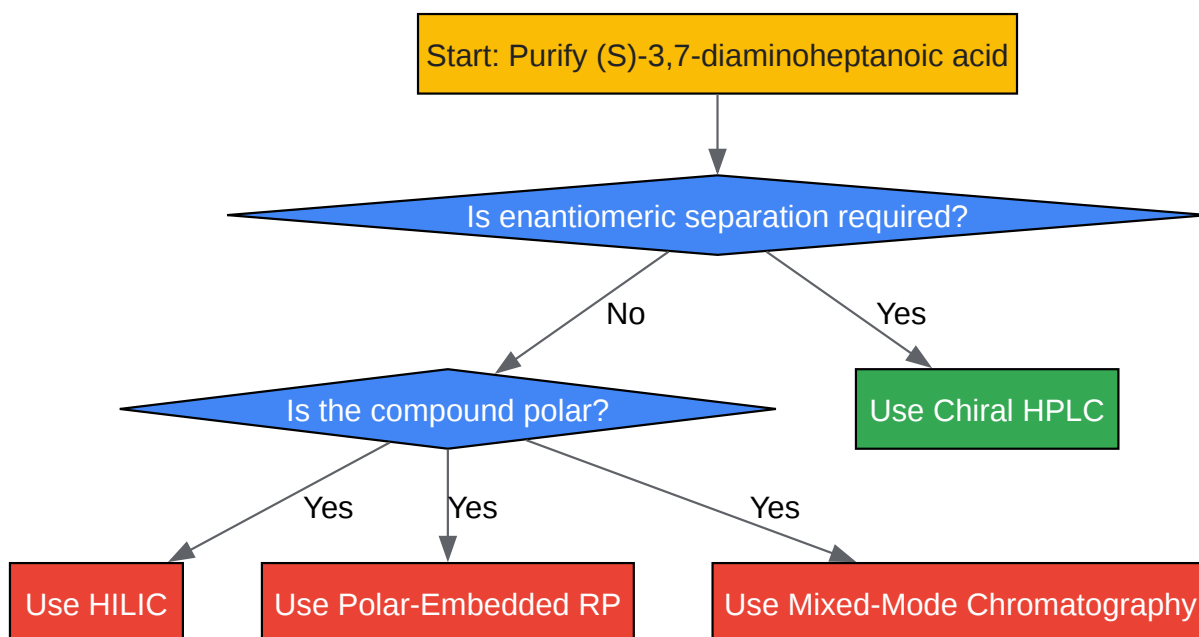 Start: Purify (S)-3,7-diaminoheptanoic acid
Is enantiomeric separation required?
No
Yes
Is the compound polar?
Use Chiral HPLC
Yes
Yes
Yes
Use HILIC
Use Polar-Embedded RP
Use Mixed-Mode Chromatography